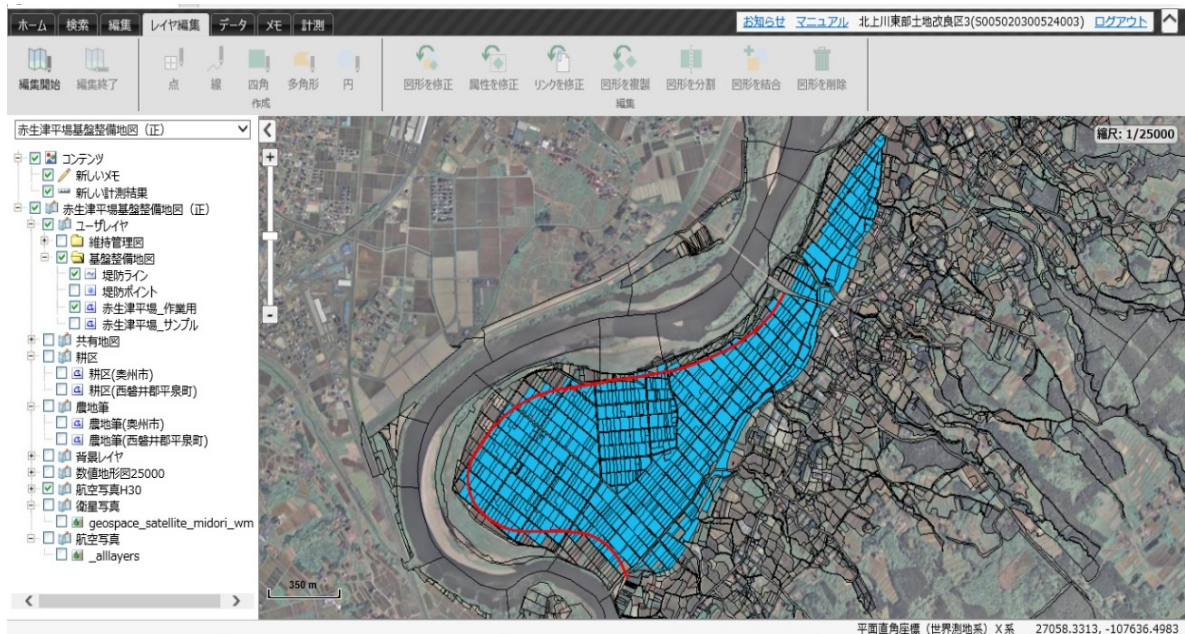 ホーム 検索 編集 レイヤ編集 データ メモ 計測
お知らせ マニュアル 北上川東部土地改良区3(S005020300524003) ログアウト
編集開始 編集終了 点 線 四角 多角形 円 図形を修正 属性を修正 リンクを修正 図形を複製 図形を分割 図形を結合 図形を削除
作成 編集
赤生津平場基盤整備地図（正）
縮尺: 1/25000
コンテンツ
新しいメモ
新しい計測結果
赤生津平場基盤整備地図（正）
ユーザレイヤ
維持管理図
基盤整備地図
堤防ライン
堤防ポイント
赤生津平場_作業用
赤生津平場_サンプル
共有地図
耕区
耕区(奥州市)
耕区(西磐井郡平泉町)
農地筆
農地筆(奥州市)
農地筆(西磐井郡平泉町)
背景レイヤ
数値地形図25000
航空写真H30
衛星写真
geospace_satellite_midori_wm
航空写真
_alllayers
350 m
平面直角座標（世界測地系）X系 27058.3313, -107636.4983